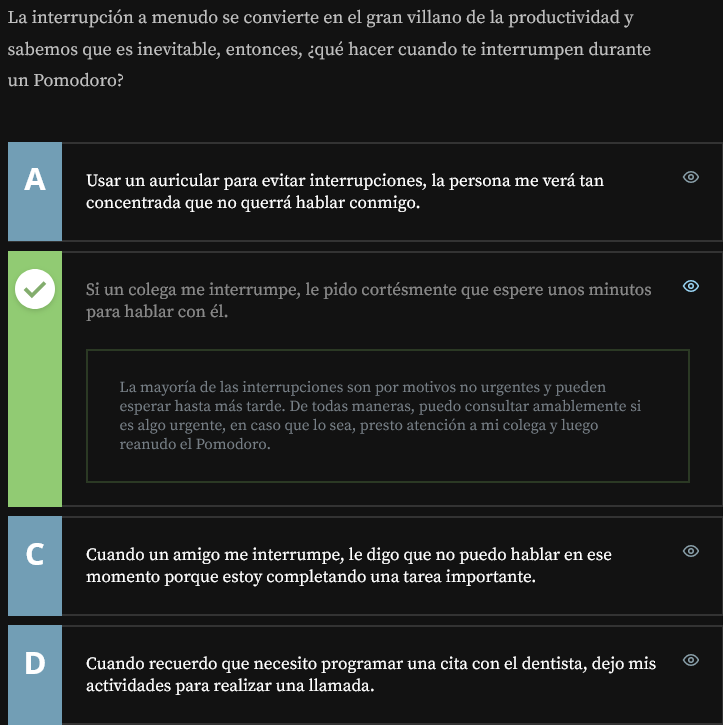 La interrupción a menudo se convierte en el gran villano de la productividad y
sabemos que es inevitable, entonces, ¿qué hacer cuando te interrumpen durante
un Pomodoro?
A
Usar un auricular para evitar interrupciones, la persona me verá tan
concentrada que no querrá hablar conmigo.
Si un colega me interrumpe, le pido cortésmente que espere unos minutos
para hablar con él.
La mayoría de las interrupciones son por motivos no urgentes y pueden
esperar hasta más tarde. De todas maneras, puedo consultar amablemente si
es algo urgente, en caso que lo sea, presto atención a mi colega y luego
reanudo el Pomodoro.
C
Cuando un amigo me interrumpe, le digo que no puedo hablar en ese
momento porque estoy completando una tarea importante.
D
Cuando recuerdo que necesito programar una cita con el dentista, dejo mis
actividades para realizar una llamada.